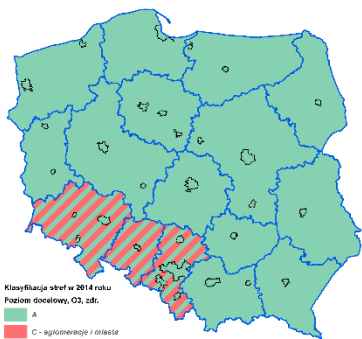 Klasyfikacja stref w 2014 roku
Poziom docelowy, O3, zdr.
A
C - aglomeracje i miasta